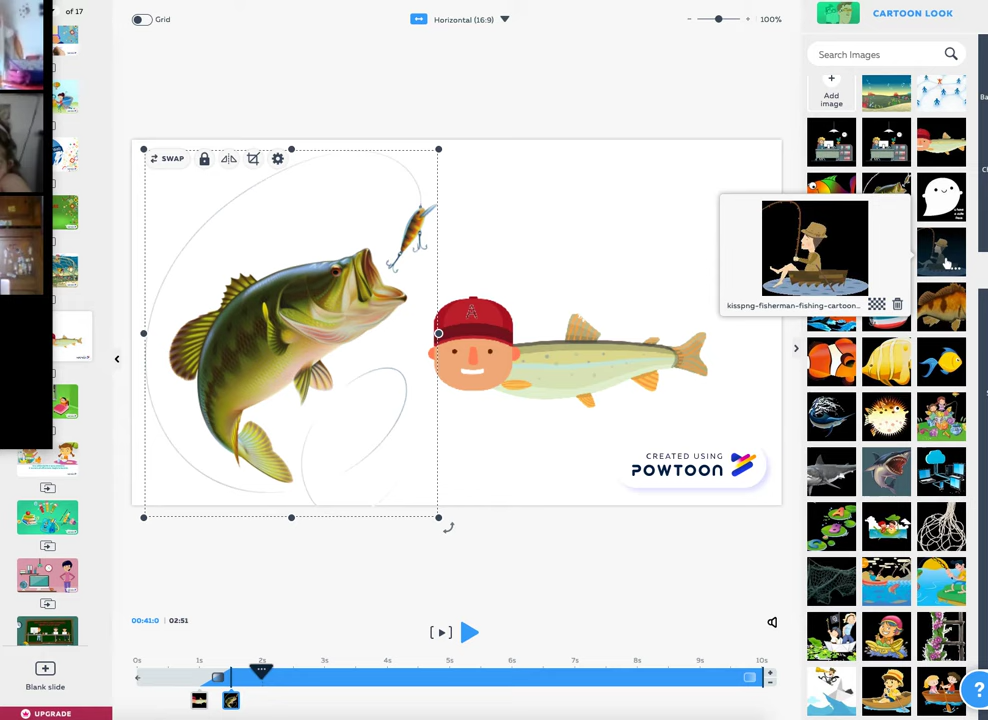 of 17
Grid
Horizontal (16:9)
100%
CARTOON LOOK
Search Images
Add
image
SWAP
A
kisspng-fisherman-fishing-cartoon...
CREATED USING
POWTOON
00:41:0 | 02:51
0s 1s 2s 3s 4s 5s 6s 7s 8s 9s 10s
Blank slide
UPGRADE
?